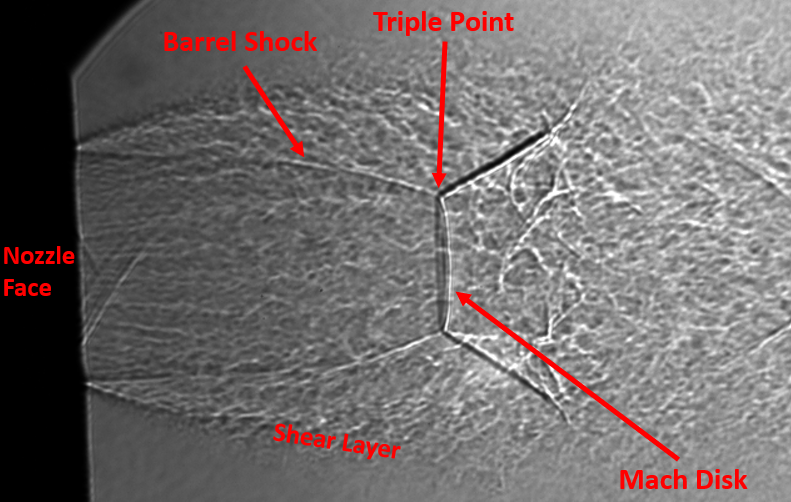 Triple Point
Barrel Shock
Nozzle
Face
Shear Layer
Mach Disk